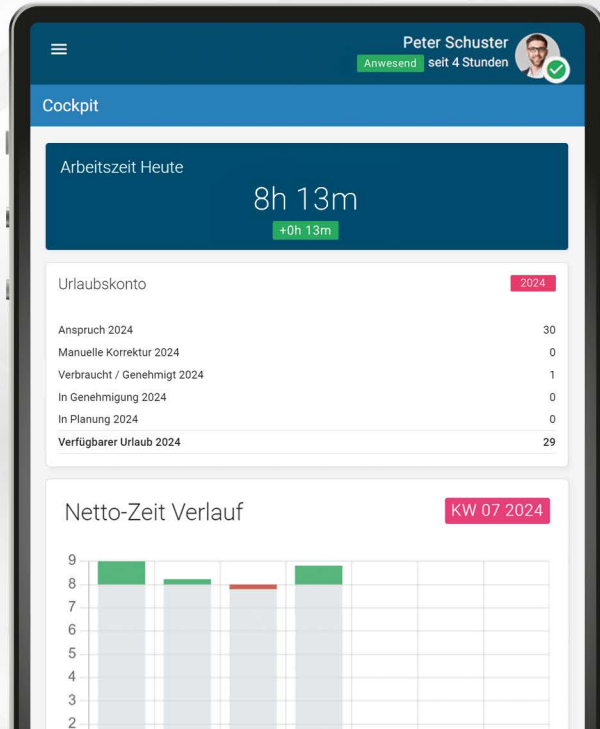 Peter Schuster
Anwesend seit 4 Stunden
Cockpit
Arbeitszeit Heute
8h 13m
+0h 13m
Urlaubskonto 2024
Anspruch 2024 30
Manuelle Korrektur 2024 0
Verbraucht / Genehmigt 2024 1
In Genehmigung 2024 0
In Planung 2024 0
Verfügbarer Urlaub 2024 29
Netto-Zeit Verlauf KW 07 2024
9
8
7
6
5
4
3
2